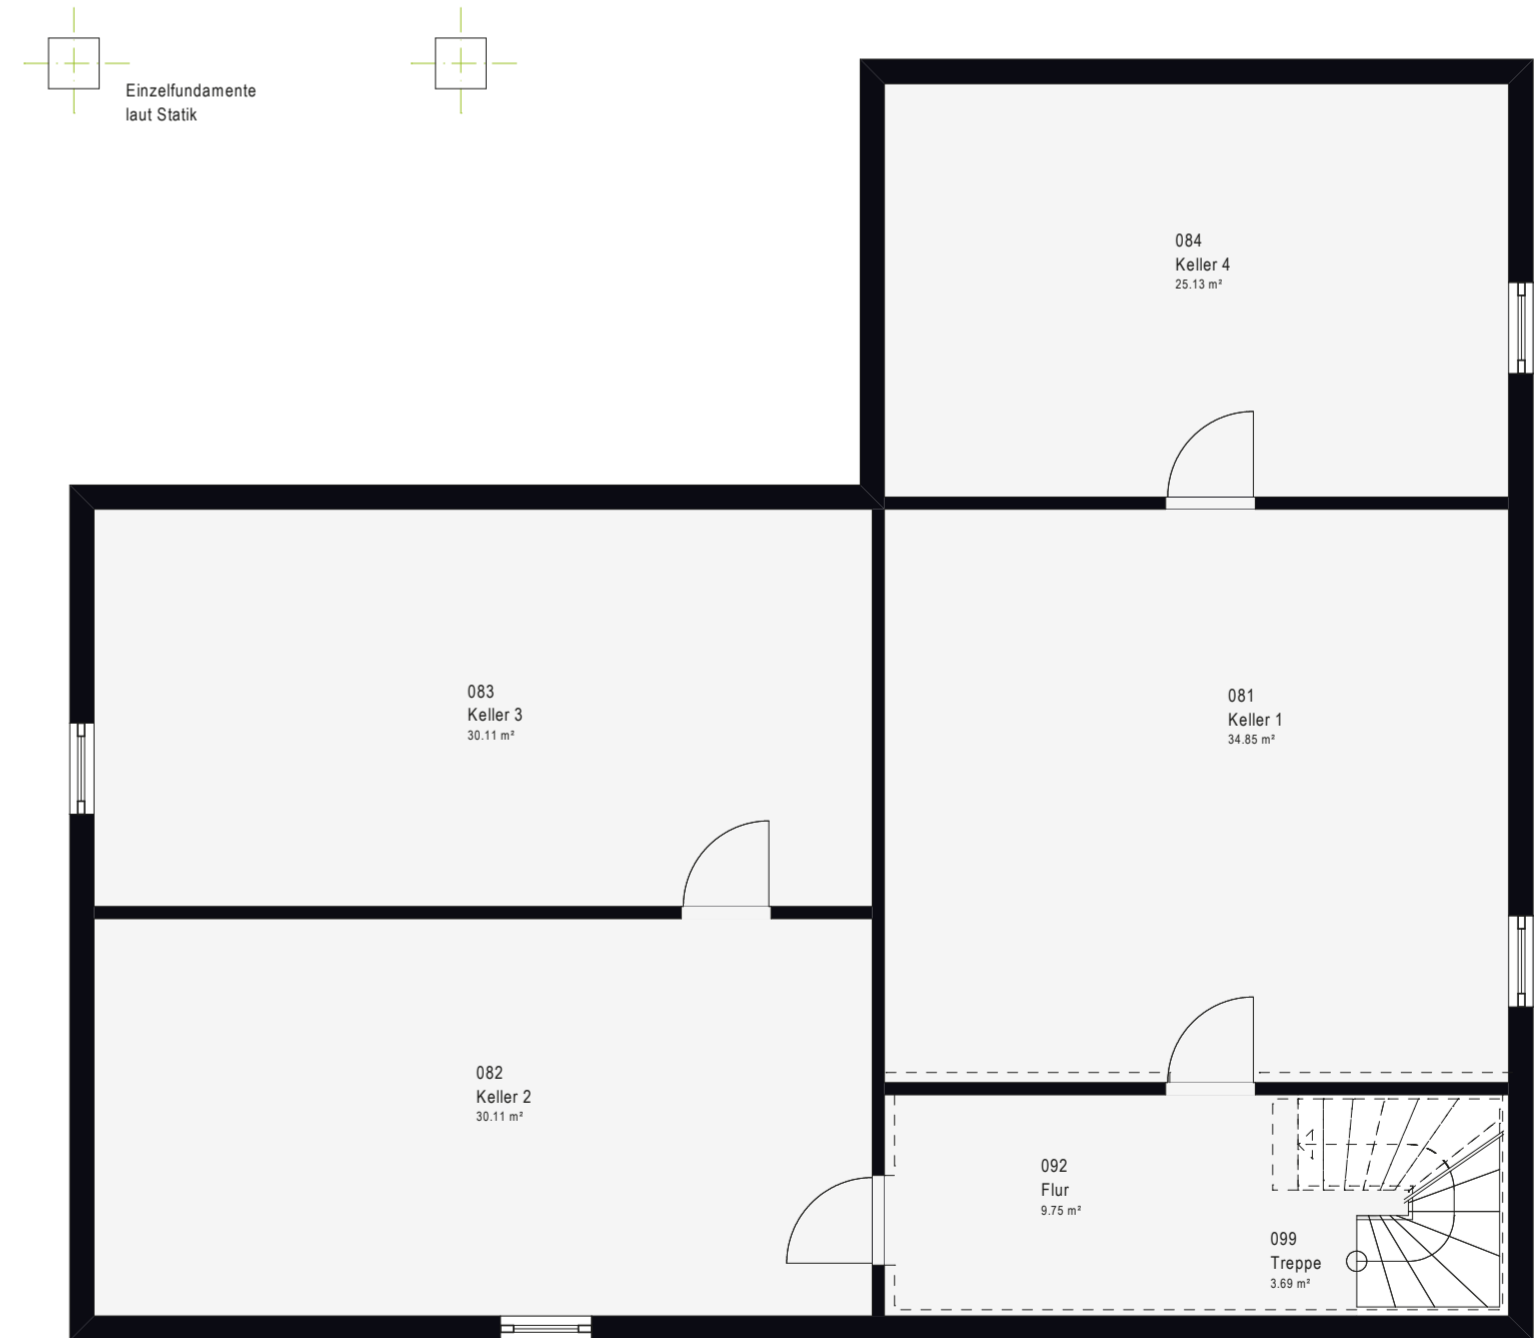 Einzelfundamente
laut Statik
084
Keller 4
25.13 m²
083
Keller 3
30.11 m²
081
Keller 1
34.85 m²
082
Keller 2
30.11 m²
092
Flur
9.75 m²
099
Treppe
3.69 m²